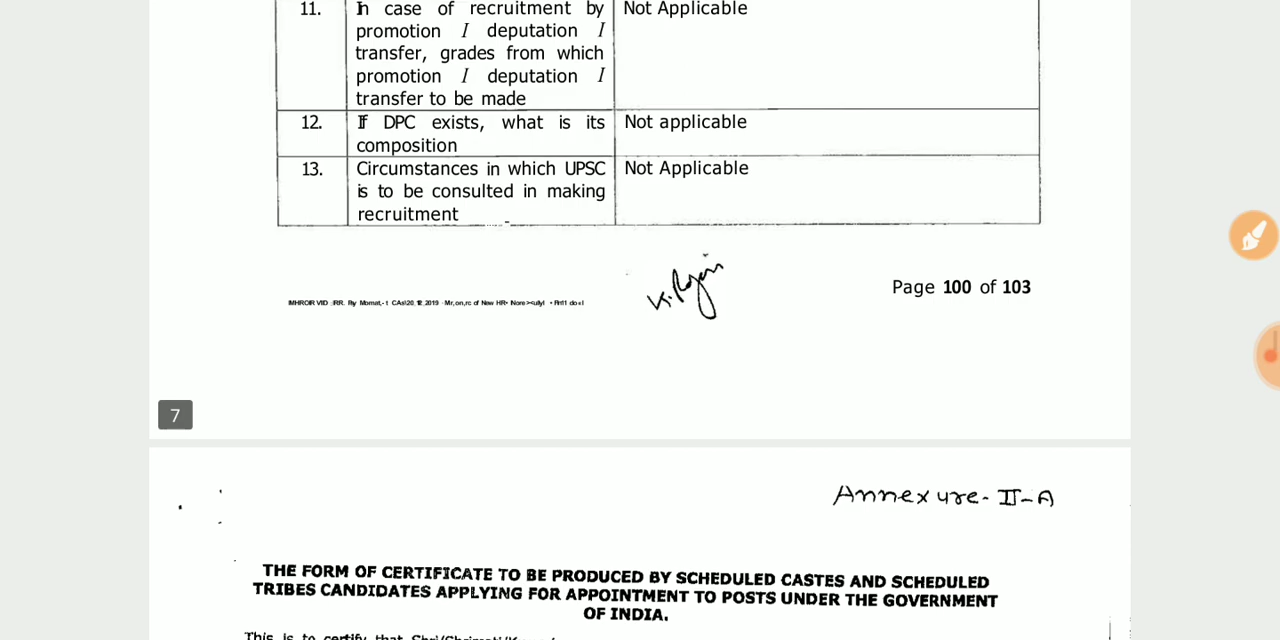 11. In case of recruitment by Not Applicable
promotion I deputation I
transfer, grades from which
promotion I deputation I
transfer to be made
12. If DPC exists, what is its Not applicable
composition
13. Circumstances in which UPSC Not Applicable
is to be consulted in making
recruitment
Page 100 of 103
7
Annexure-II-A
THE FORM OF CERTIFICATE TO BE PRODUCED BY SCHEDULED CASTES AND SCHEDULED
TRIBES CANDIDATES APPLYING FOR APPOINTMENT TO POSTS UNDER THE GOVERNMENT
OF INDIA.
This is to certify that